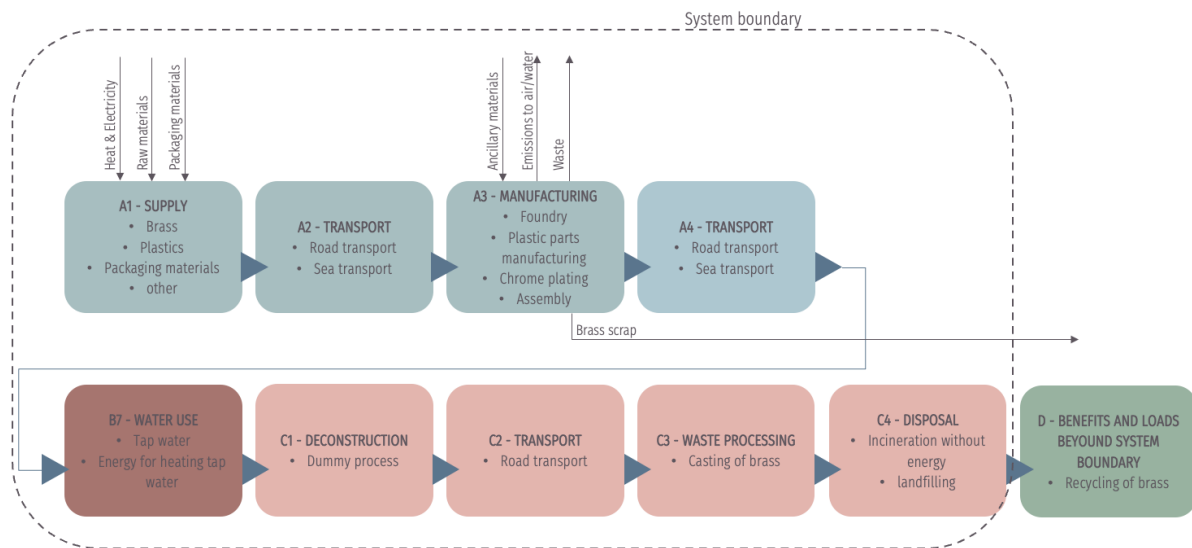 System boundary
Heat & Electricity
Raw materials
Packaging materials
Ancillary materials
Emissions to air/water
Waste
A1 - SUPPLY
• Brass
• Plastics
• Packaging materials
• other
A2 - TRANSPORT
• Road transport
• Sea transport
A3 - MANUFACTURING
• Foundry
• Plastic parts
manufacturing
• Chrome plating
• Assembly
A4 - TRANSPORT
• Road transport
• Sea transport
Brass scrap
B7 - WATER USE
• Tap water
• Energy for heating tap
water
C1 - DECONSTRUCTION
• Dummy process
C2 - TRANSPORT
• Road transport
C3 - WASTE PROCESSING
• Casting of brass
C4 - DISPOSAL
• Incineration without
energy
• landfilling
D - BENEFITS AND LOADS
BEYOUND SYSTEM
BOUNDARY
• Recycling of brass